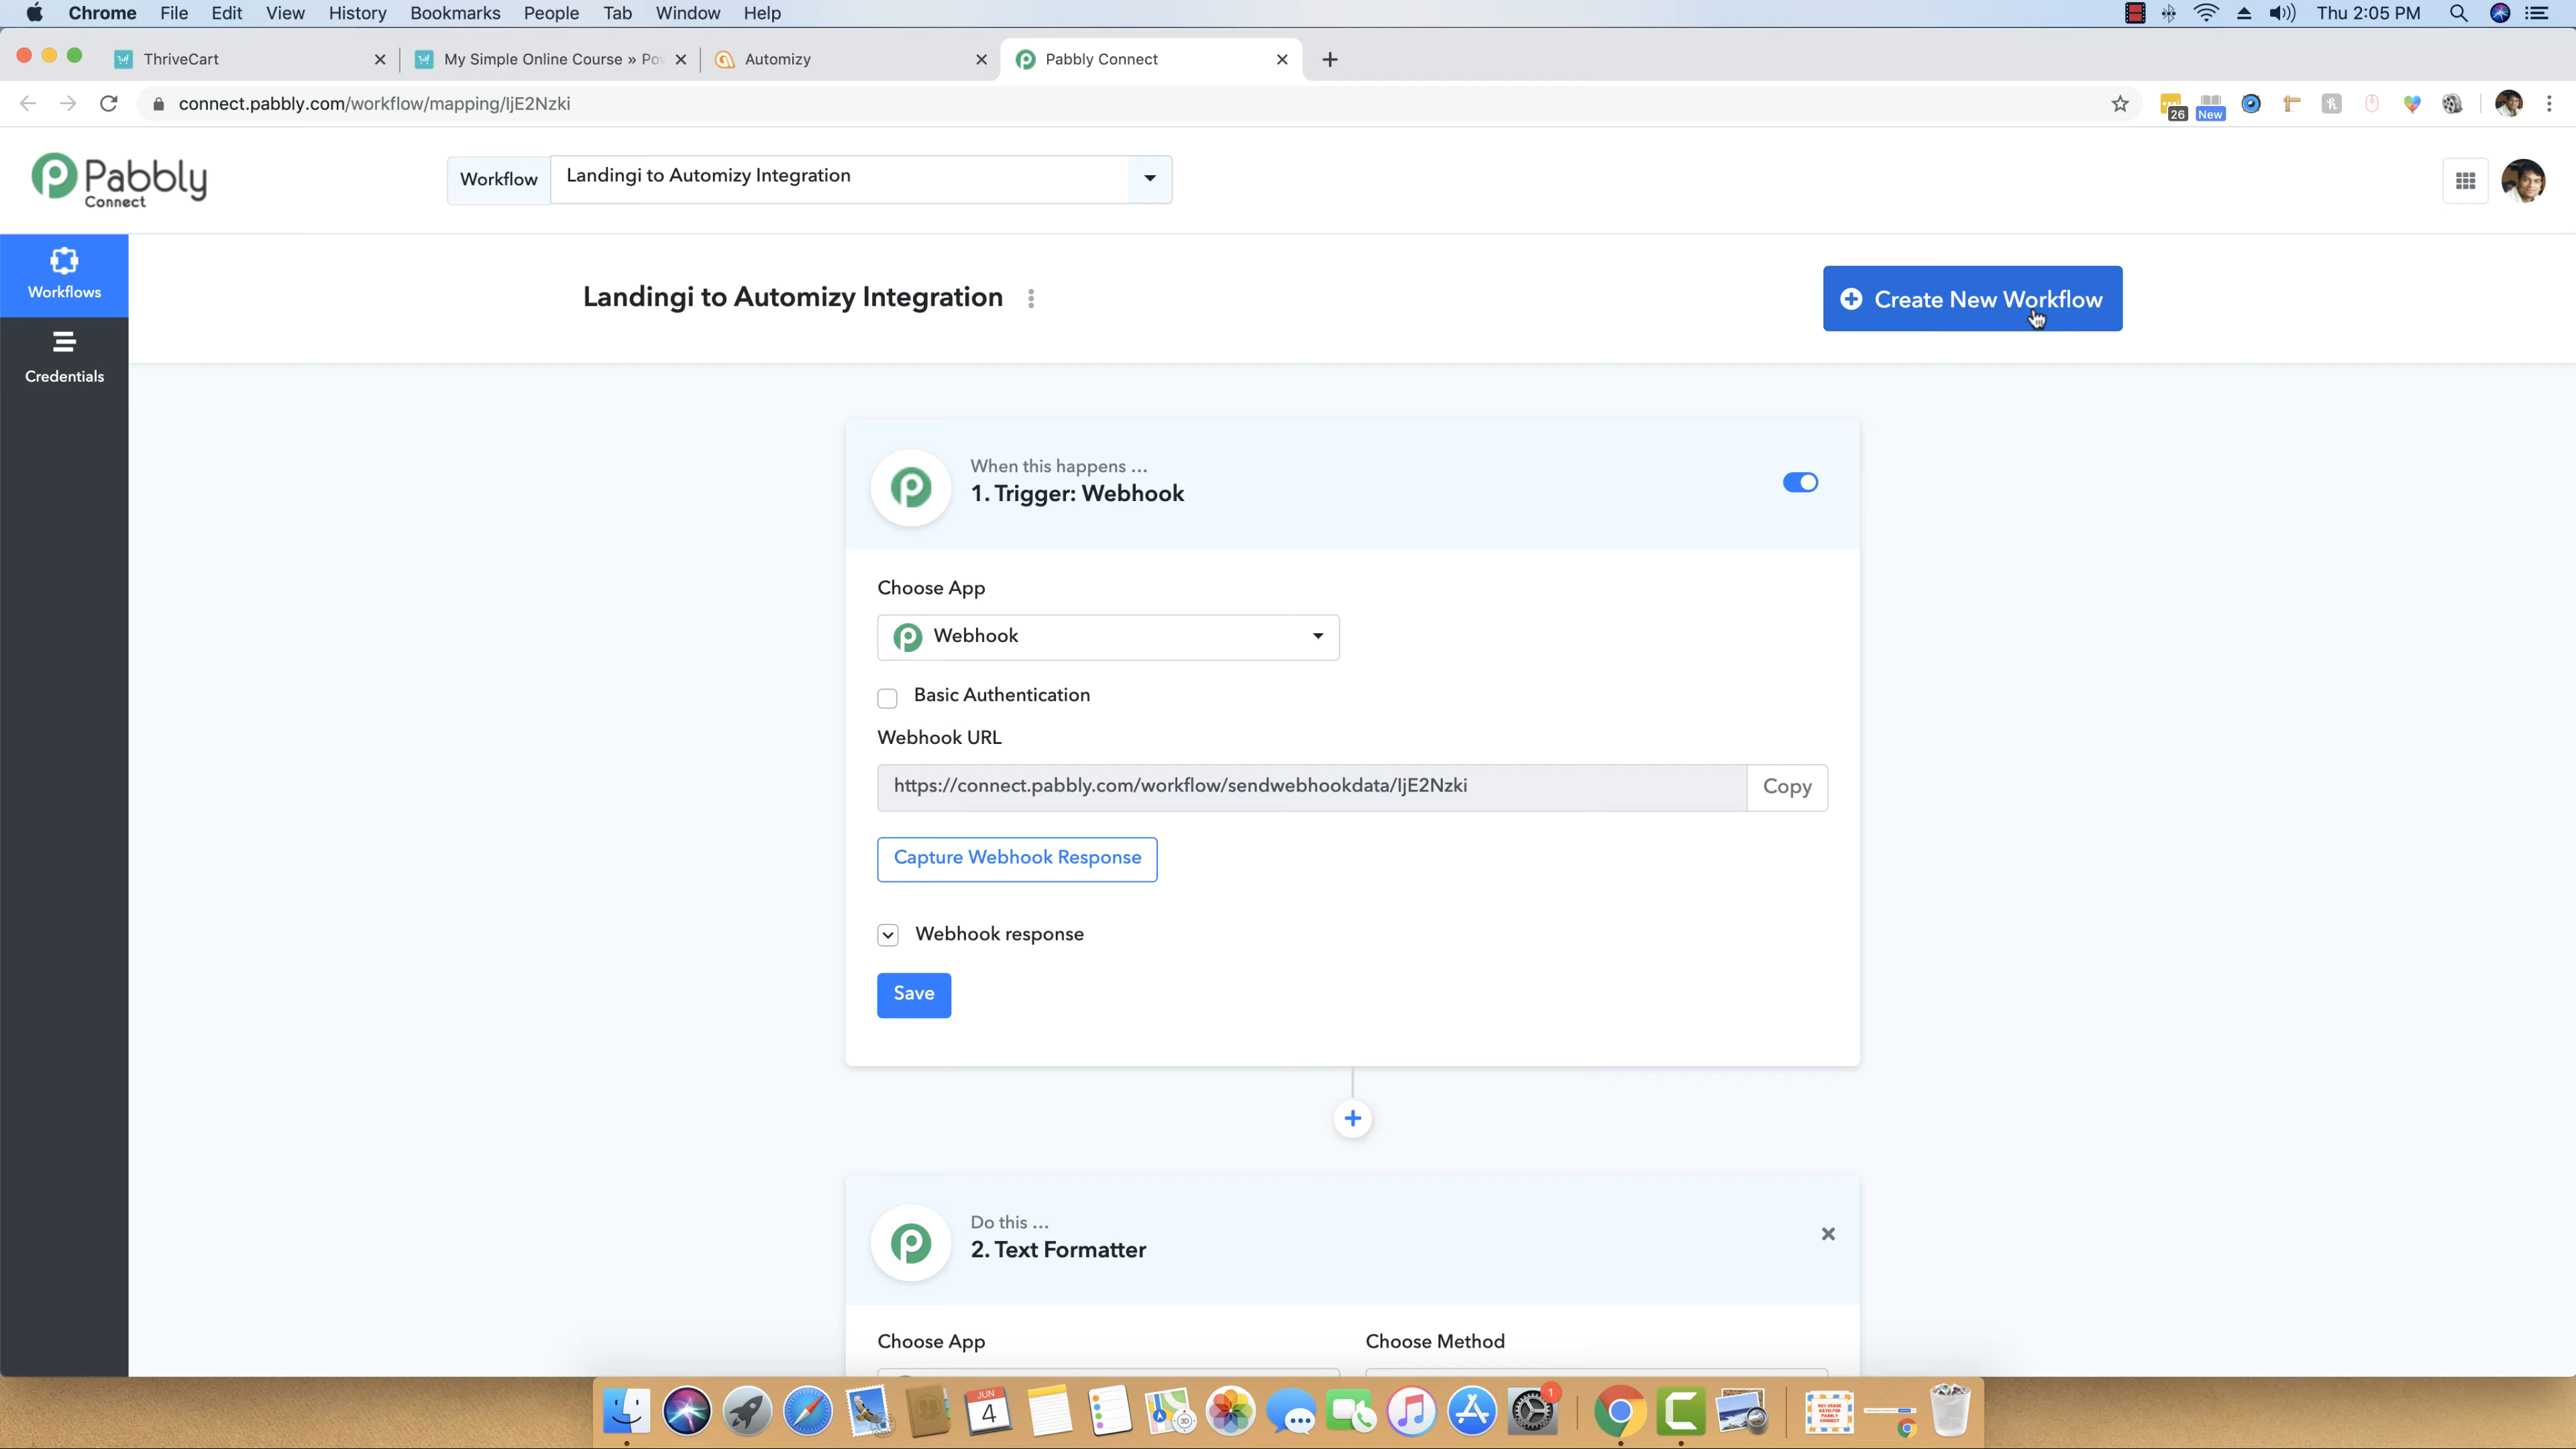 Chrome File Edit View History Bookmarks People Tab Window Help Thu 2:05 PM
ThriveCart
My Simple Online Course » Po
Automizy
Pabbly Connect
connect.pabbly.com/workflow/mapping/IjE2Nzki
26
New
Pabbly
Connect
Workflow
Landingi to Automizy Integration
Workflows
Credentials
Landingi to Automizy Integration
Create New Workflow
When this happens ...
1. Trigger: Webhook
Choose App
Webhook
Basic Authentication
Webhook URL
https://connect.pabbly.com/workflow/sendwebhookdata/IjE2Nzki
Copy
Capture Webhook Response
Webhook response
Save
Do this ...
2. Text Formatter
Choose App
Choose Method
JUN
4
3D
1